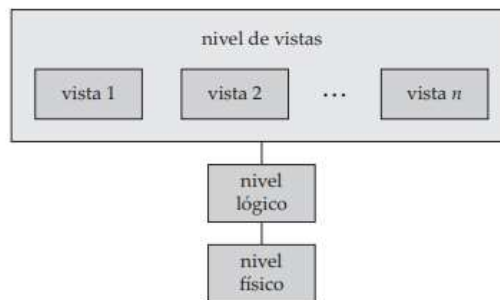 nivel de vistas
vista 1 vista 2 ... vista n
nivel
lógico
nivel
físico